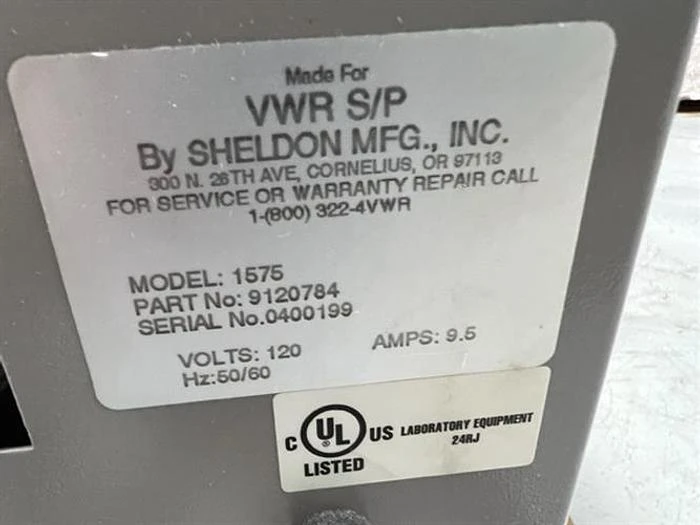 Made For
VWR S/P
By SHELDON MFG., INC.
300 N. 26TH AVE, CORNELIUS, OR 97113
FOR SERVICE OR WARRANTY REPAIR CALL
1-(800) 322-4VWR
MODEL: 1575
PART No: 9120784
SERIAL No.0400199
VOLTS: 120 AMPS: 9.5
Hz:50/60
C UL US LABORATORY EQUIPMENT
24RJ
LISTED